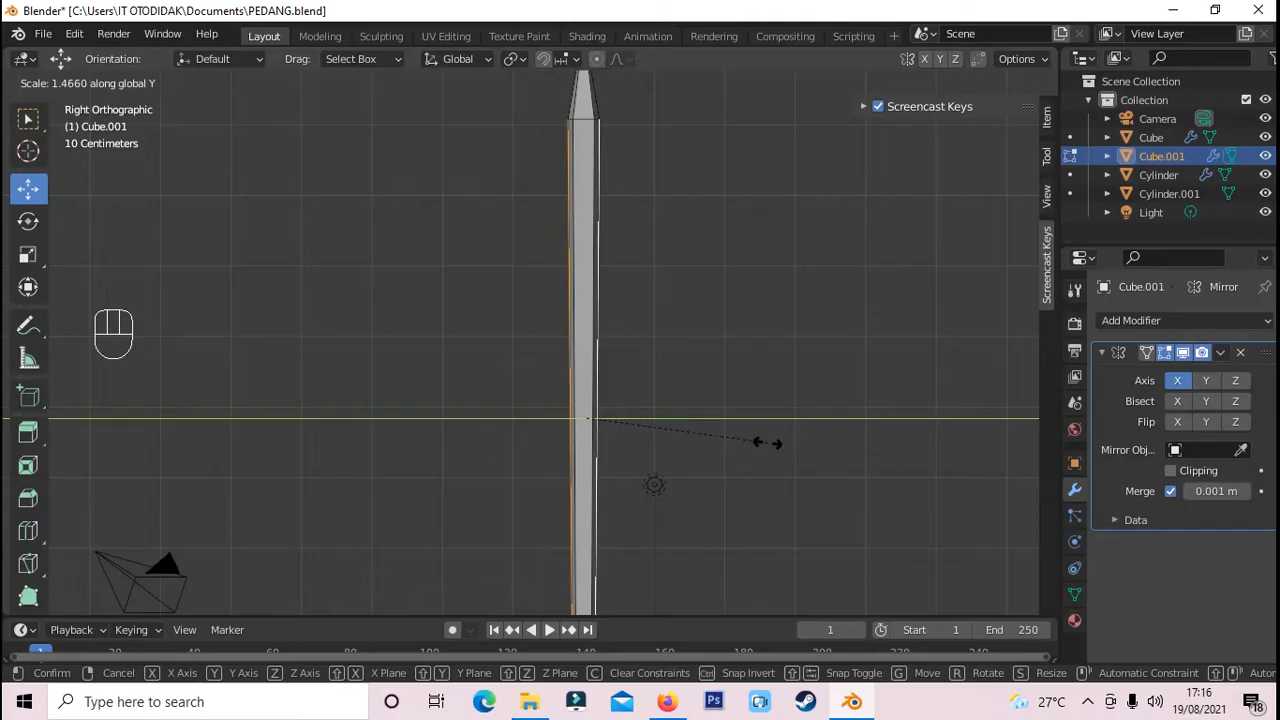 Blender* [C:\Users\IT OTODIDAK\Documents\PEDANG.blend]
File Edit Render Window Help Layout Modeling Sculpting UV Editing Texture Paint Shading Animation Rendering Compositing Scripting + Scene View Layer
Orientation: Default Drag: Select Box Global X Y Z Options
Scale: 1.4660 along global Y
Right Orthographic
(1) Cube.001
10 Centimeters
Screencast Keys
Item
Tool
View
Screencast Keys
Scene Collection
Collection
Camera
Cube
Cube.001
Cylinder
Cylinder.001
Light
Cube.001 Mirror
Add Modifier
Axis X Y Z
Bisect X Y Z
Flip X Y Z
Mirror Obj...
Clipping
Merge 0.001 m
Data
Playback Keying View Marker 1 Start 1 End 250
Confirm Cancel X X Axis Y Y Axis Z Z Axis X X Plane Y Y Plane Z Z Plane C Clear Constraints Ctrl Snap Invert Snap Toggle G Move R Rotate S Resize Automatic Constraint
Type here to search
27°C
17:16
19/08/2021
18